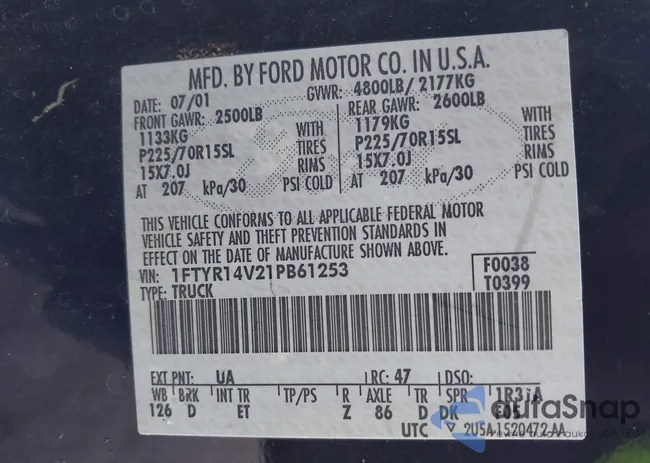 MFD. BY FORD MOTOR CO. IN U.S.A.
DATE: 07/01 GVWR: 4800LB/ 2177KG
FRONT GAWR: 2500LB REAR GAWR: 2600LB
1133KG WITH 1179KG WITH
P225/70R15SL TIRES P225/70R15SL TIRES
15X7.0J RIMS 15X7.0J RIMS
AT 207 kPa/30 PSI COLD AT 207 kPa/30 PSI COLD
THIS VEHICLE CONFORMS TO ALL APPLICABLE FEDERAL MOTOR
VEHICLE SAFETY AND THEFT PREVENTION STANDARDS IN
EFFECT ON THE DATE OF MANUFACTURE SHOWN ABOVE.
VIN: 1FTYR14V21PB61253 F0038
TYPE: TRUCK T0399
EXT PNT: UA RC: 47 DSO:
WB BRK INT TR TP/PS R AXLE TR SPR 1R31A
126 D ET Z 86 D DK E05
UTC 2U5A 1520472 AA
autaSnap